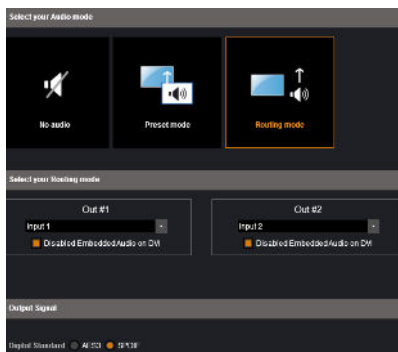 Select your Audio mode
No audio
Preset mode
Routing mode
Select your Routing mode
Out #1
Out #2
Input 1
Input 2
Disabled Embedded Audio on DVI
Disabled Embedded Audio on DVI
Output Signal
Digital Standard AES3 SPDIF